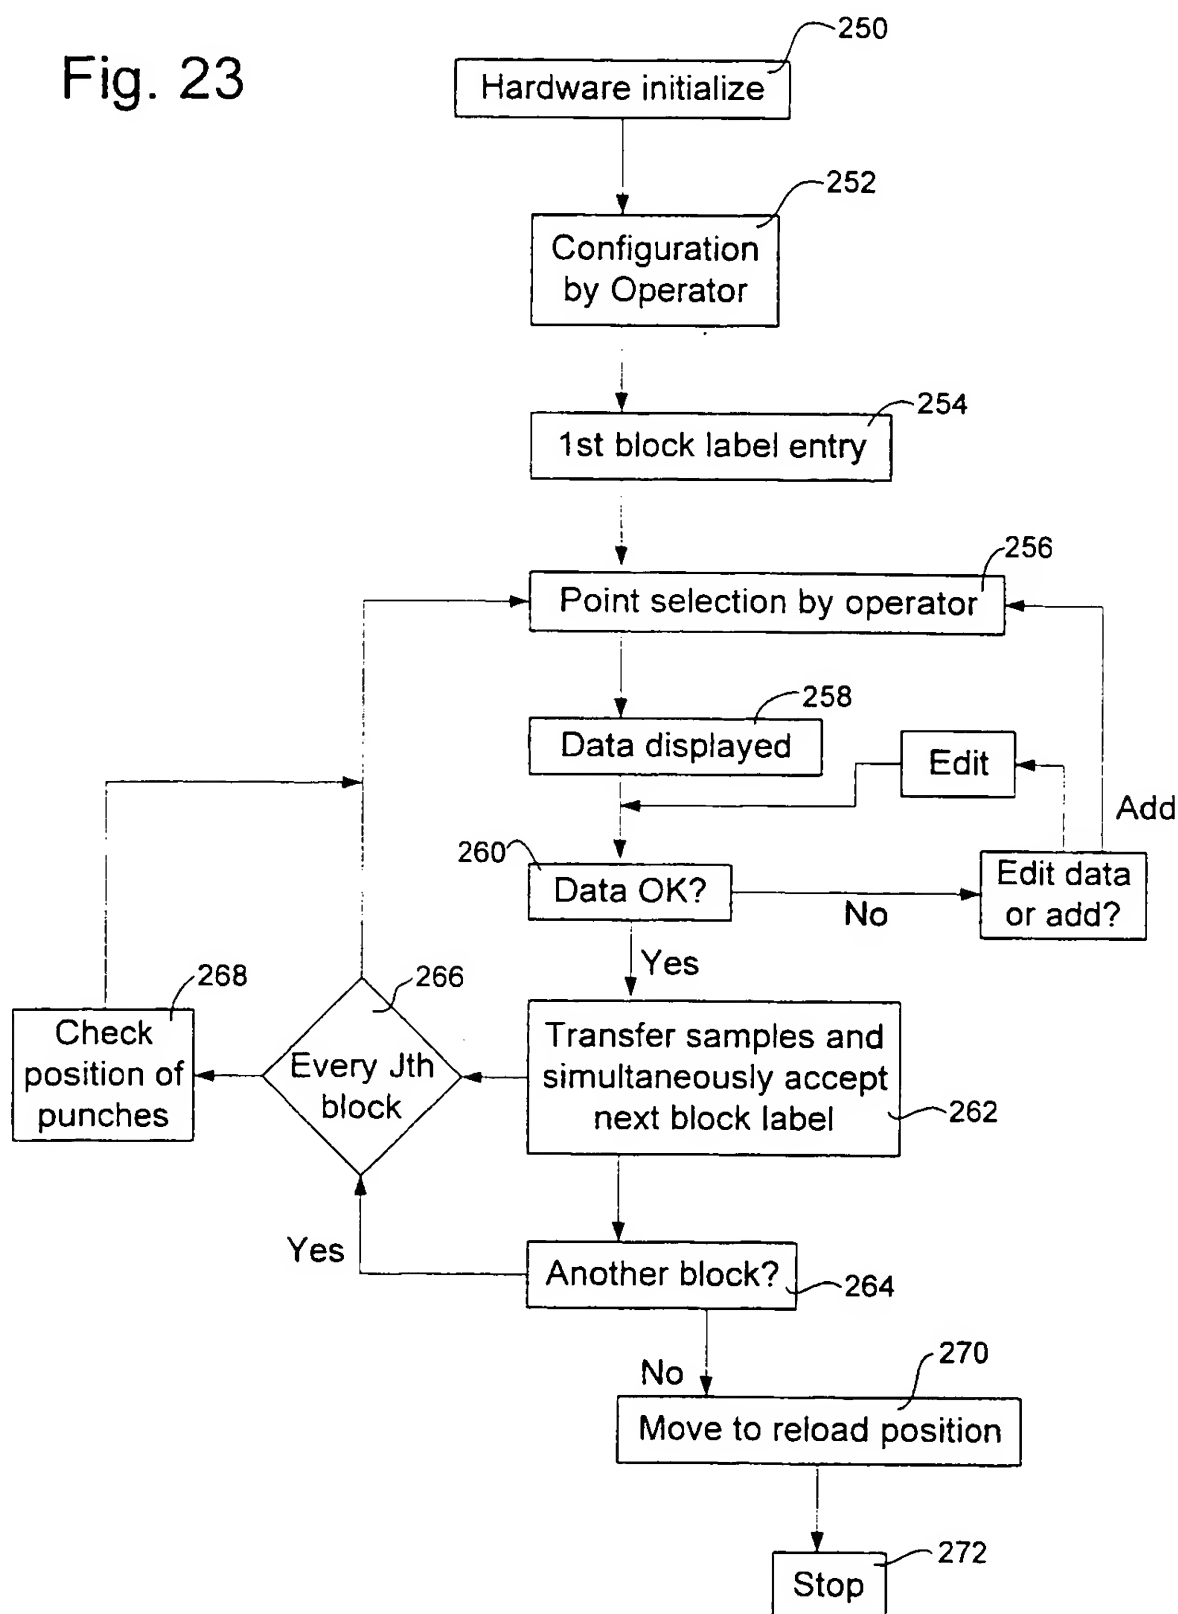 Fig. 23
250
Hardware initialize
252
Configuration
by Operator
254
1st block label entry
256
Point selection by operator
258
Data displayed
Edit
Add
260
Data OK?
No
Edit data
or add?
Yes
268
266
Check
position of
punches
Every Jth
block
Transfer samples and
simultaneously accept
next block label
262
Yes
Another block?
264
No
270
Move to reload position
272
Stop